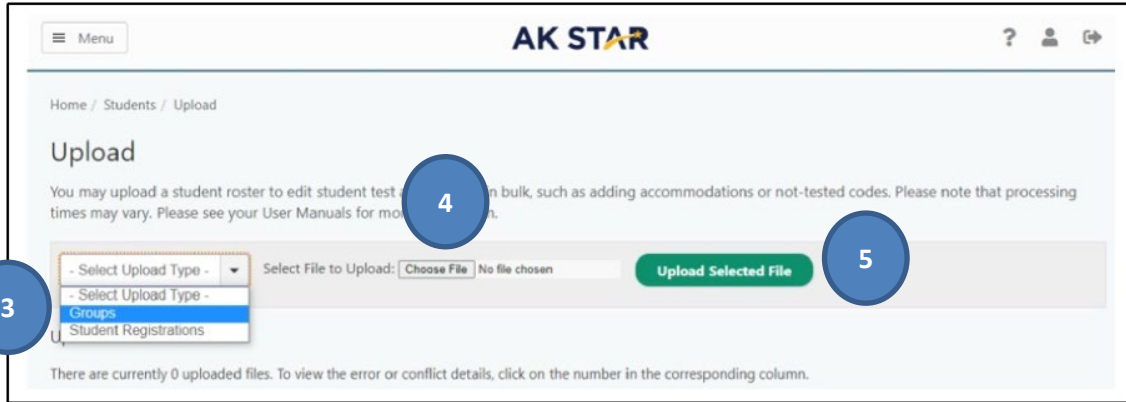 Menu
AK STAR
?
Home / Students / Upload
Upload
You may upload a student roster to edit student test bulk, such as adding accommodations or not-tested codes. Please note that processing
times may vary. Please see your User Manuals for
4
5
- Select Upload Type -
Select File to Upload: Choose File No file chosen
Upload Selected File
3
- Select Upload Type -
Groups
Student Registrations
There are currently 0 uploaded files. To view the error or conflict details, click on the number in the corresponding column.